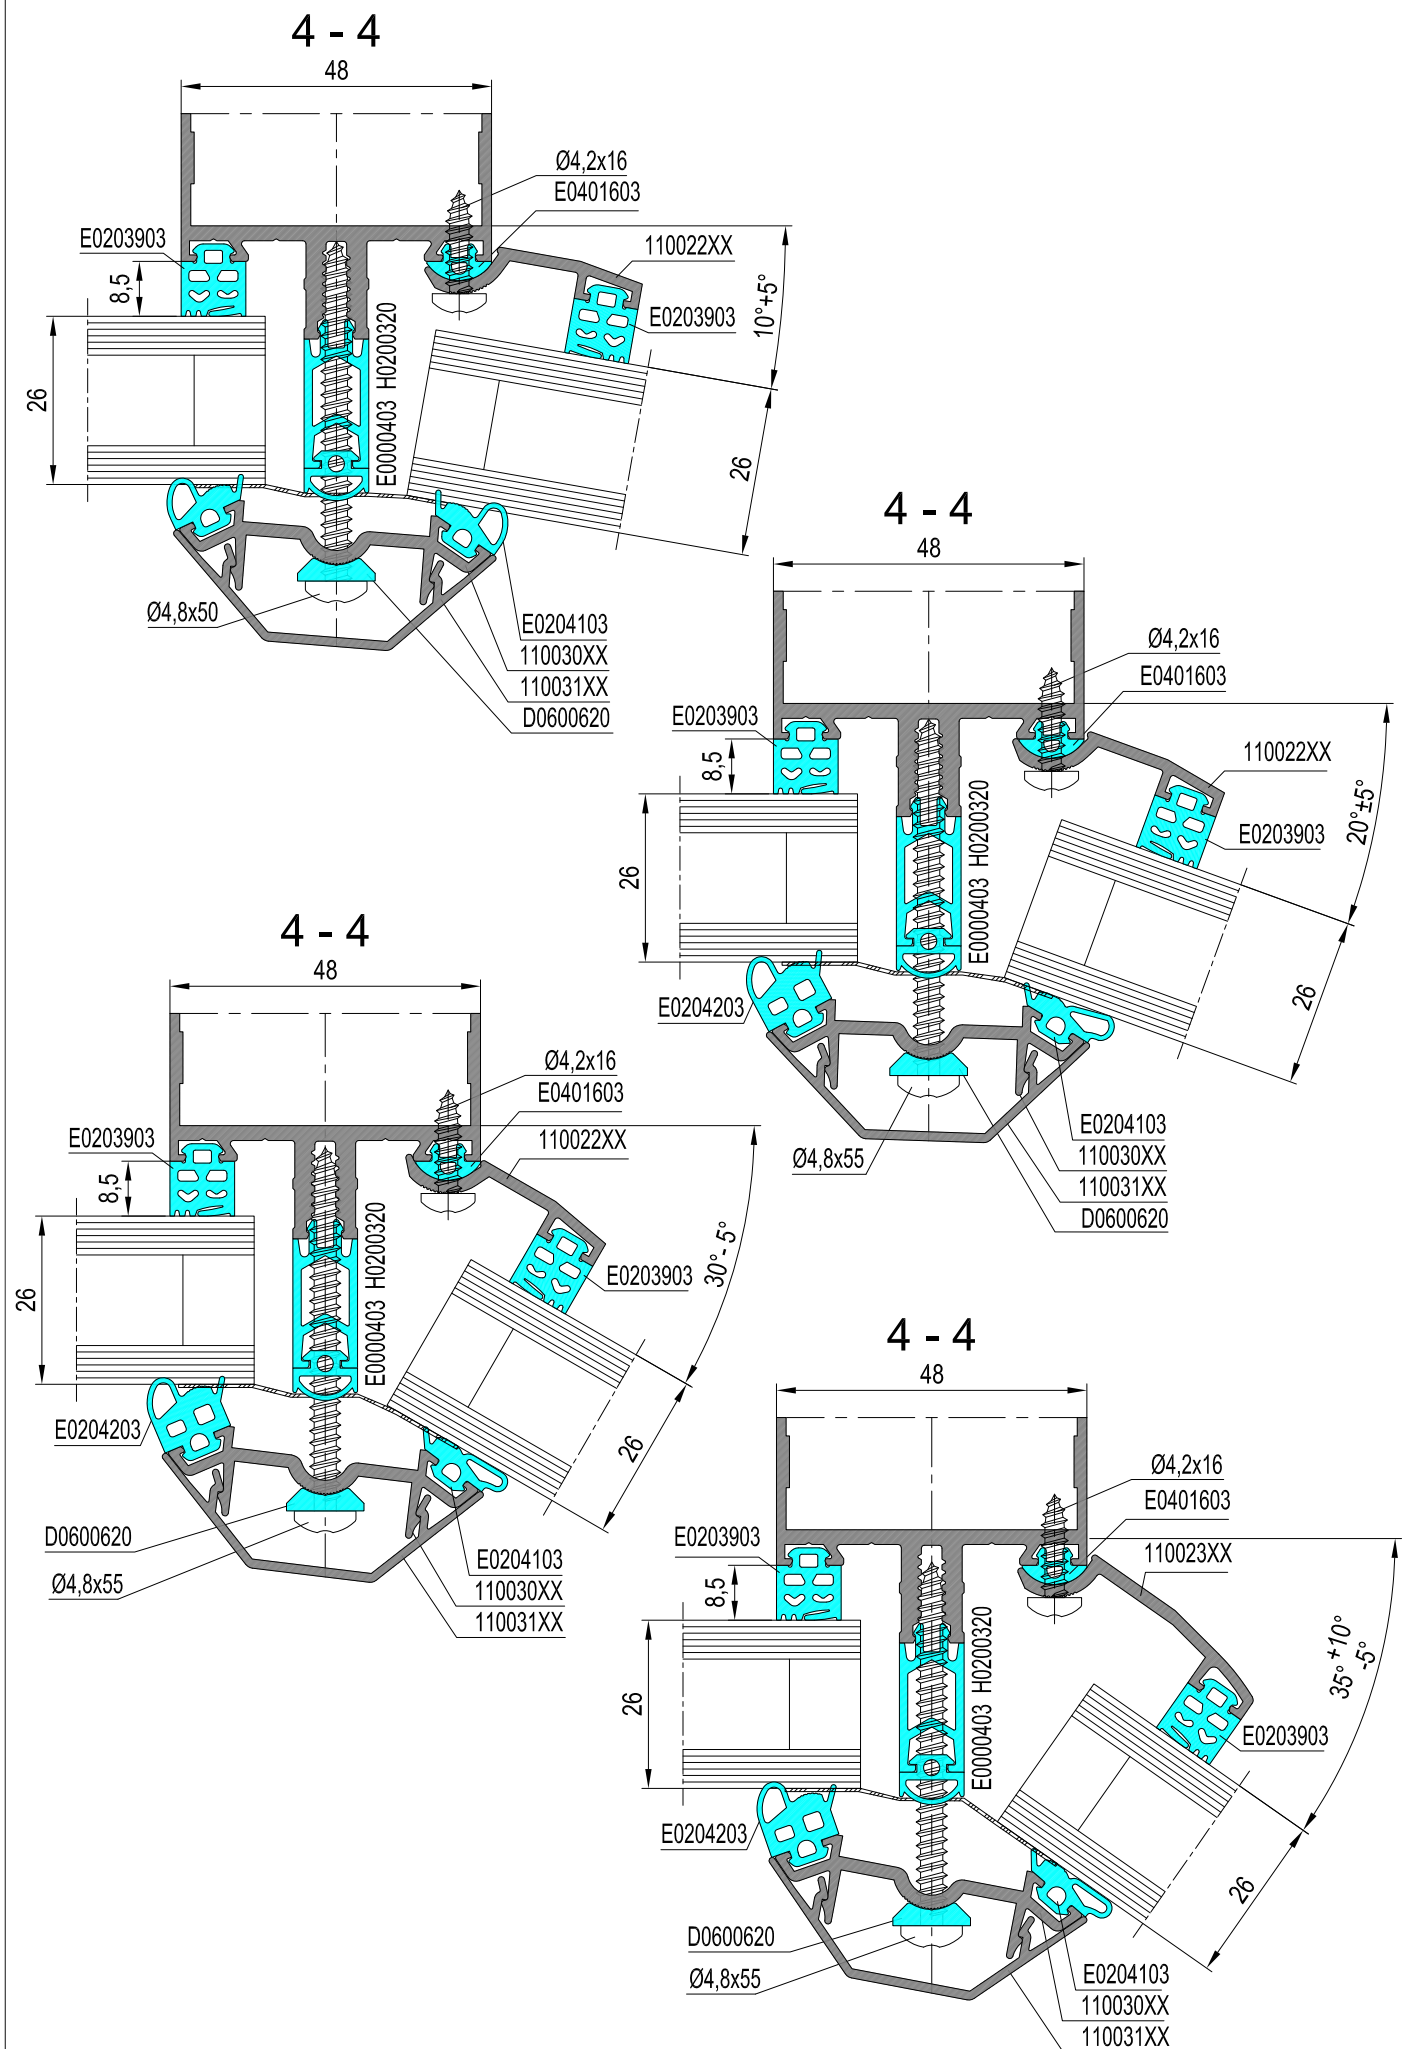 4 - 4
48
Ø4,2x16
E0401603
E0203903
110022XX
8,5
E0203903
10°+5°
26
E0000403 H0200320
26
Ø4,8x50
E0204103
110030XX
110031XX
D0600620
4 - 4
48
Ø4,2x16
E0401603
E0203903
110022XX
8,5
E0203903
20°±5°
26
E0000403 H0200320
26
E0204203
Ø4,8x55
E0204103
110030XX
110031XX
D0600620
4 - 4
48
Ø4,2x16
E0401603
E0203903
110022XX
8,5
E0203903
30°- 5°
26
E0000403 H0200320
26
E0204203
D0600620
Ø4,8x55
E0204103
110030XX
110031XX
4 - 4
48
Ø4,2x16
E0401603
E0203903
110023XX
8,5
E0203903
35° +10° -5°
26
E0000403 H0200320
26
E0204203
D0600620
Ø4,8x55
E0204103
110030XX
110031XX